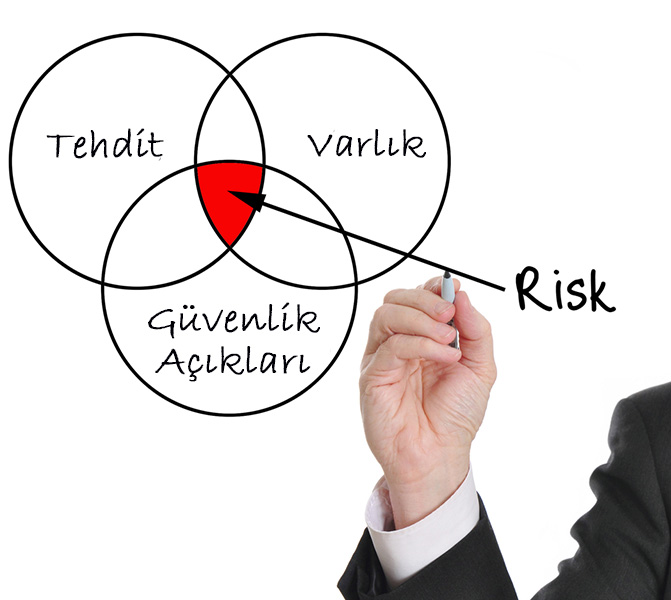 Tehdit
Varlık
Güvenlik
Açıkları
Risk